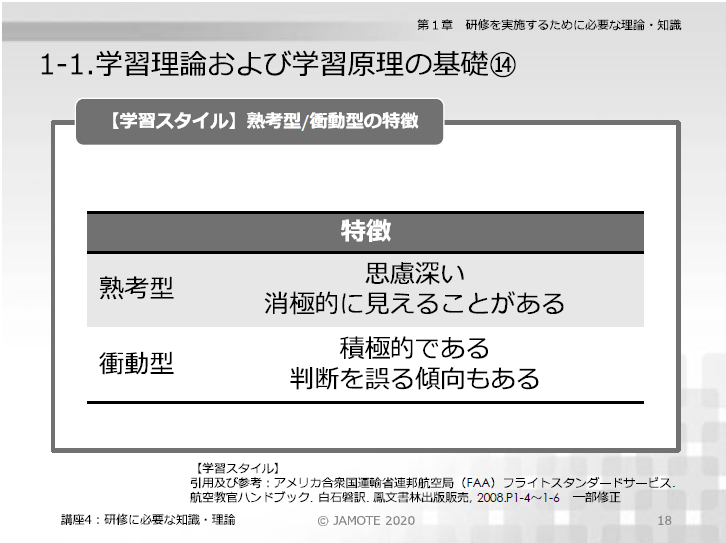 第１章　研修を実施するために必要な理論・知識
1-1.学習理論および学習原理の基礎⑭
【学習スタイル】熟考型/衝動型の特徴
特徴
熟考型
思慮深い
消極的に見えることがある
衝動型
積極的である
判断を誤る傾向もある
【学習スタイル】
引用及び参考：アメリカ合衆国運輸省連邦航空局（FAA）フライトスタンダードサービス.
航空教官ハンドブック. 白石磐訳. 鳳文書林出版販売, 2008.P1-4～1-6　一部修正
講座4：研修に必要な知識・理論
© JAMOTE 2020
18